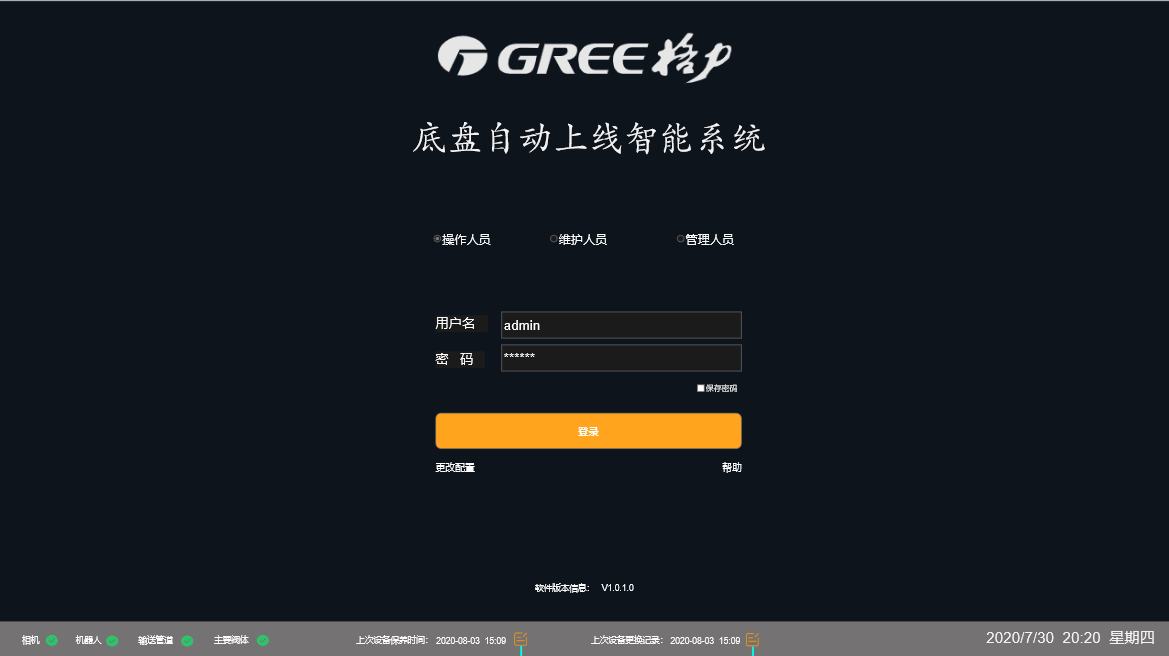 GREE格力
底盘自动上线智能系统
操作人员 维护人员 管理人员
用户名 admin
密 码 ******
保存密码
登录
更改配置 帮助
软件版本信息： V1.0.1.0
相机 机器人 输送管道 主要阀体 上次设备保养时间： 2020-08-03 15:09 上次设备更换记录： 2020-08-03 15:09 2020/7/30 20:20 星期四